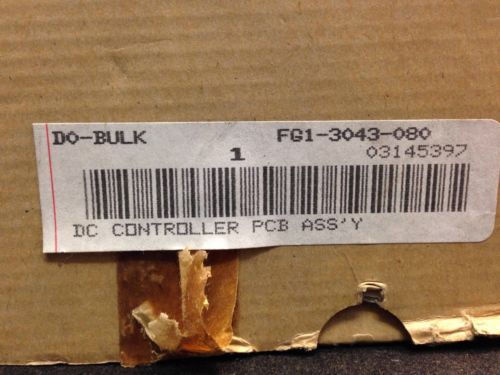 DO-BULK FG1-3043-080
1 03145397
DC CONTROLLER PCB ASS'Y